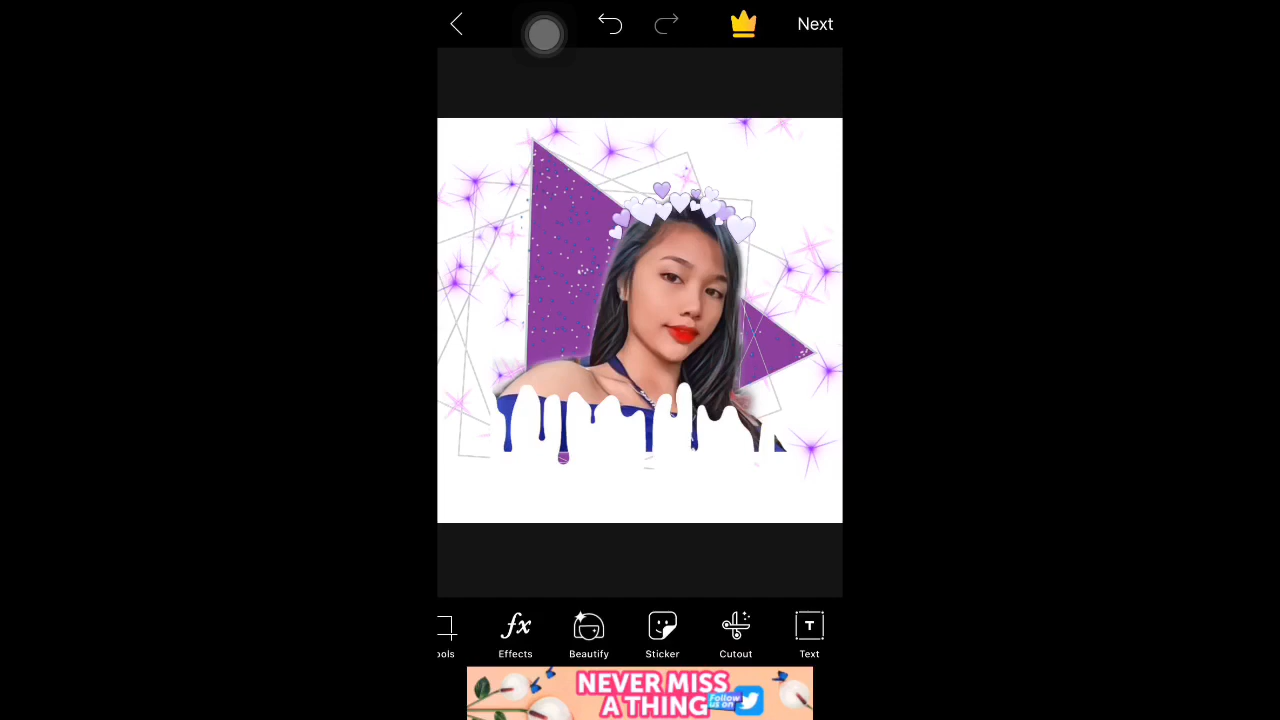 Next
ools
Effects
Beautify
Sticker
Cutout
T
Text
NEVER MISS
A THING
Follow
us on